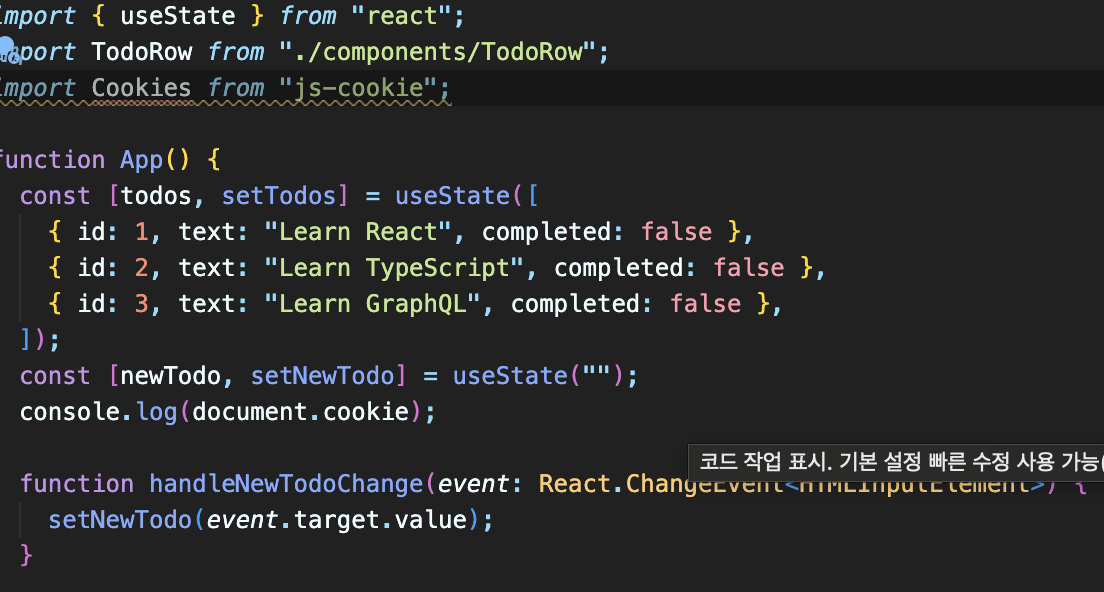 import { useState } from "react";
import TodoRow from "./components/TodoRow";
import Cookies from "js-cookie";
function App() {
  const [todos, setTodos] = useState([
    { id: 1, text: "Learn React", completed: false },
    { id: 2, text: "Learn TypeScript", completed: false },
    { id: 3, text: "Learn GraphQL", completed: false },
  ]);
  const [newTodo, setNewTodo] = useState("");
  console.log(document.cookie);
코드 작업 표시. 기본 설정 빠른 수정 사용 가능(
  function handleNewTodoChange(event: React.ChangeEvent<HTMLInputElement>) {
    setNewTodo(event.target.value);
  }